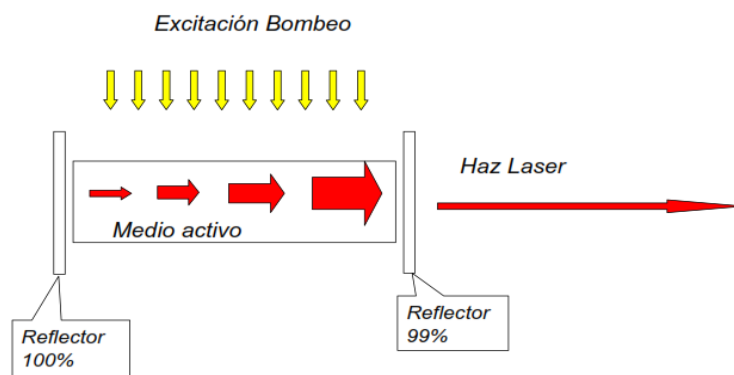 Excitación Bombeo
Haz Laser
Medio activo
Reflector
99%
Reflector
100%